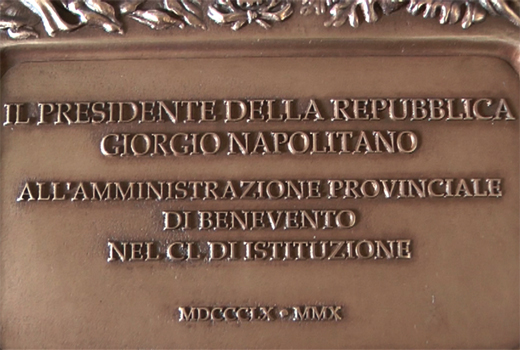 IL PRESIDENTE DELLA REPUBBLICA
GIORGIO NAPOLITANO
ALL'AMMINISTRAZIONE PROVINCIALE
DI BENEVENTO
NEL CL DI ISTITUZIONE
MDCCCLX • MMX